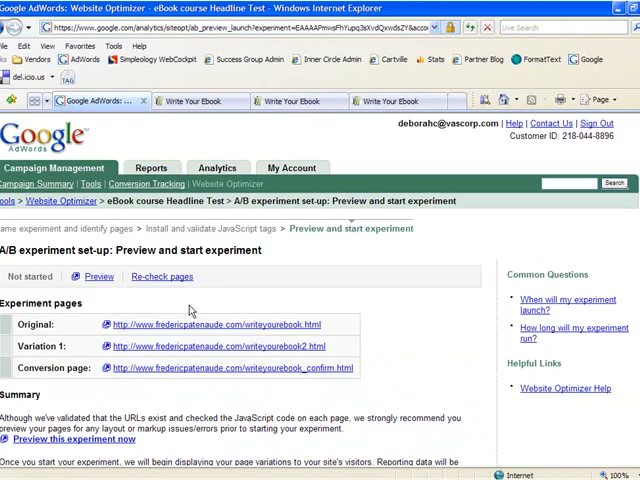 Google AdWords: Website Optimizer - eBook course Headline Test - Windows Internet Explorer
https://www.google.com/analytics/siteopt/ab_preview_launch?experiment=
Live Search
File Edit View Favorites Tools Help
Vendors AdWords Simpleology WebCockpit Success Group Admin Inner Circle Admin Cartville Stats Partner Blog FormatText Google
del.icio.us TAG
Google AdWords: ... Write Your Ebook Write Your Ebook Write Your Ebook Page
Google
AdWords
deborahc@vascorp.com | Help | Contact Us | Sign Out
Customer ID: 218-044-8896
Campaign Management Reports Analytics My Account
Campaign Summary | Tools | Conversion Tracking | Website Optimizer Search
ools > Website Optimizer > eBook course Headline Test > A/B experiment set-up: Preview and start experiment
ame experiment and identify pages > Install and validate JavaScript tags > Preview and start experiment
A/B experiment set-up: Preview and start experiment
Not started Preview Re-check pages
Experiment pages
Original: http://www.fredericpatenaude.com/writeyourebook.html
Variation 1: http://www.fredericpatenaude.com/writeyourebook2.html
Conversion page: http://www.fredericpatenaude.com/writeyourebook_confirm.html
Summary
Although we've validated that the URLs exist and checked the JavaScript code on each page, we strongly recommend you
preview your pages for any layout or markup issues/errors prior to starting your experiment.
Preview this experiment now
Once you start your experiment, we will begin displaying your page variations to your site's visitors. Reporting data will be
Common Questions
When will my experiment
launch?
How long will my experiment
run?
Helpful Links
Website Optimizer Help
Internet 100%